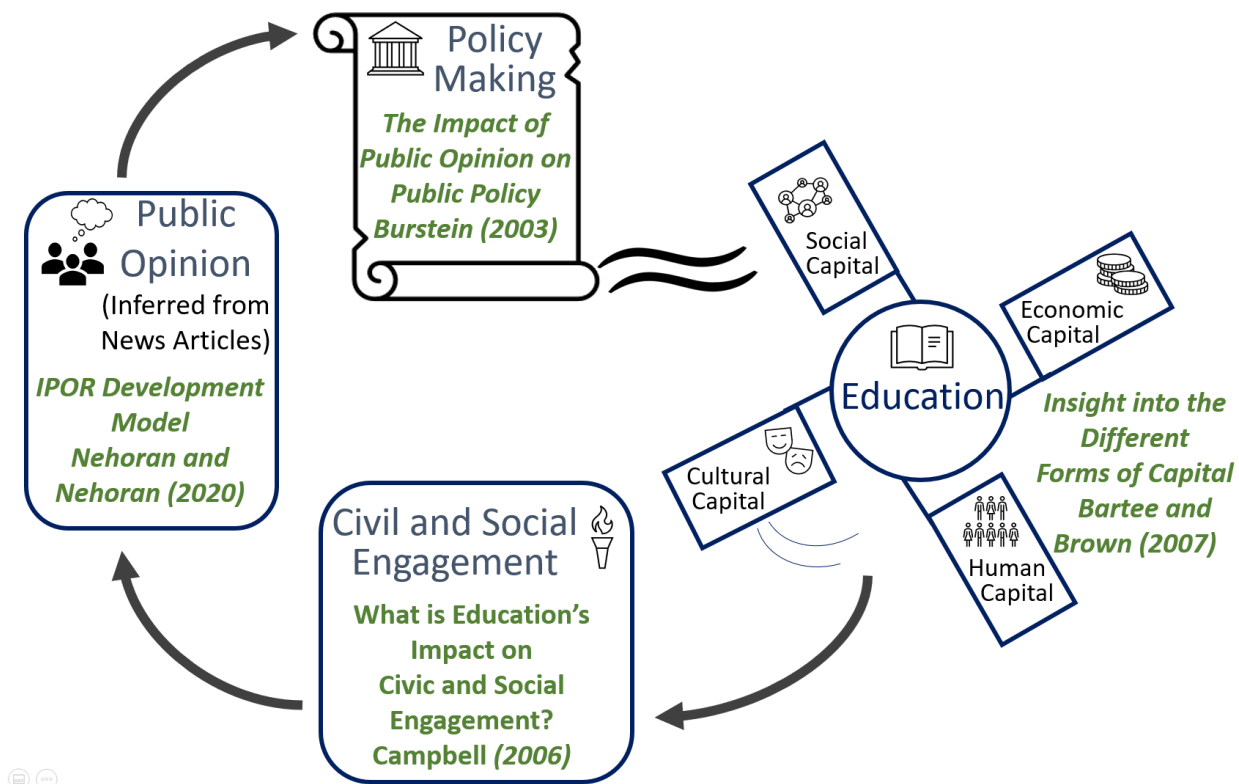 Policy
Making
The Impact of
Public Opinion on
Public Policy
Burstein (2003)
Public
Opinion
(Inferred from
News Articles)
IPOR Development
Model
Nehoran and
Nehoran (2020)
Social
Capital
Economic
Capital
Education
Cultural
Capital
Human
Capital
Insight into the
Different
Forms of Capital
Bartee and
Brown (2007)
Civil and Social
Engagement
What is Education’s
Impact on
Civic and Social
Engagement?
Campbell (2006)